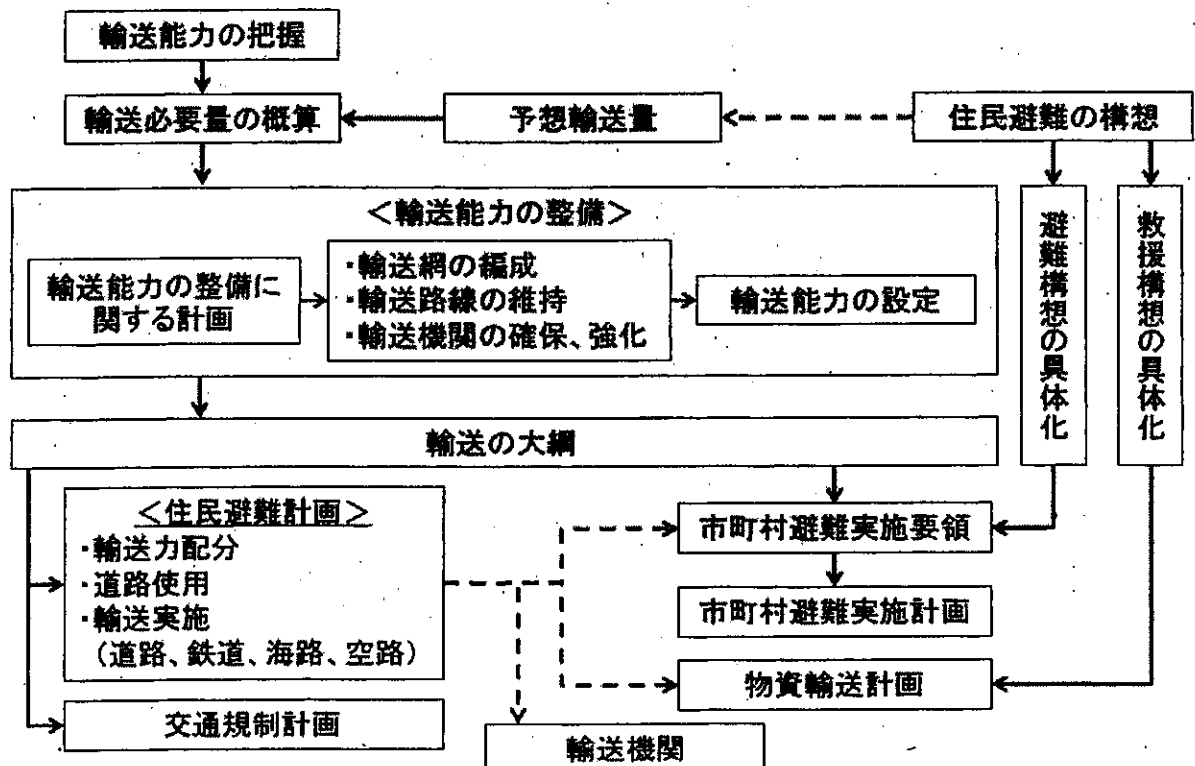 輸送能力の把握
輸送必要量の概算
予想輸送量
住民避難の構想
＜輸送能力の整備＞
輸送能力の整備に
関する計画
・輸送網の編成
・輸送路線の維持
・輸送機関の確保、強化
輸送能力の設定
避難構想の具体化
救援構想の具体化
輸送の大綱
＜住民避難計画＞
・輸送力配分
・道路使用
・輸送実施
（道路、鉄道、海路、空路）
市町村避難実施要領
市町村避難実施計画
物資輸送計画
交通規制計画
輸送機関